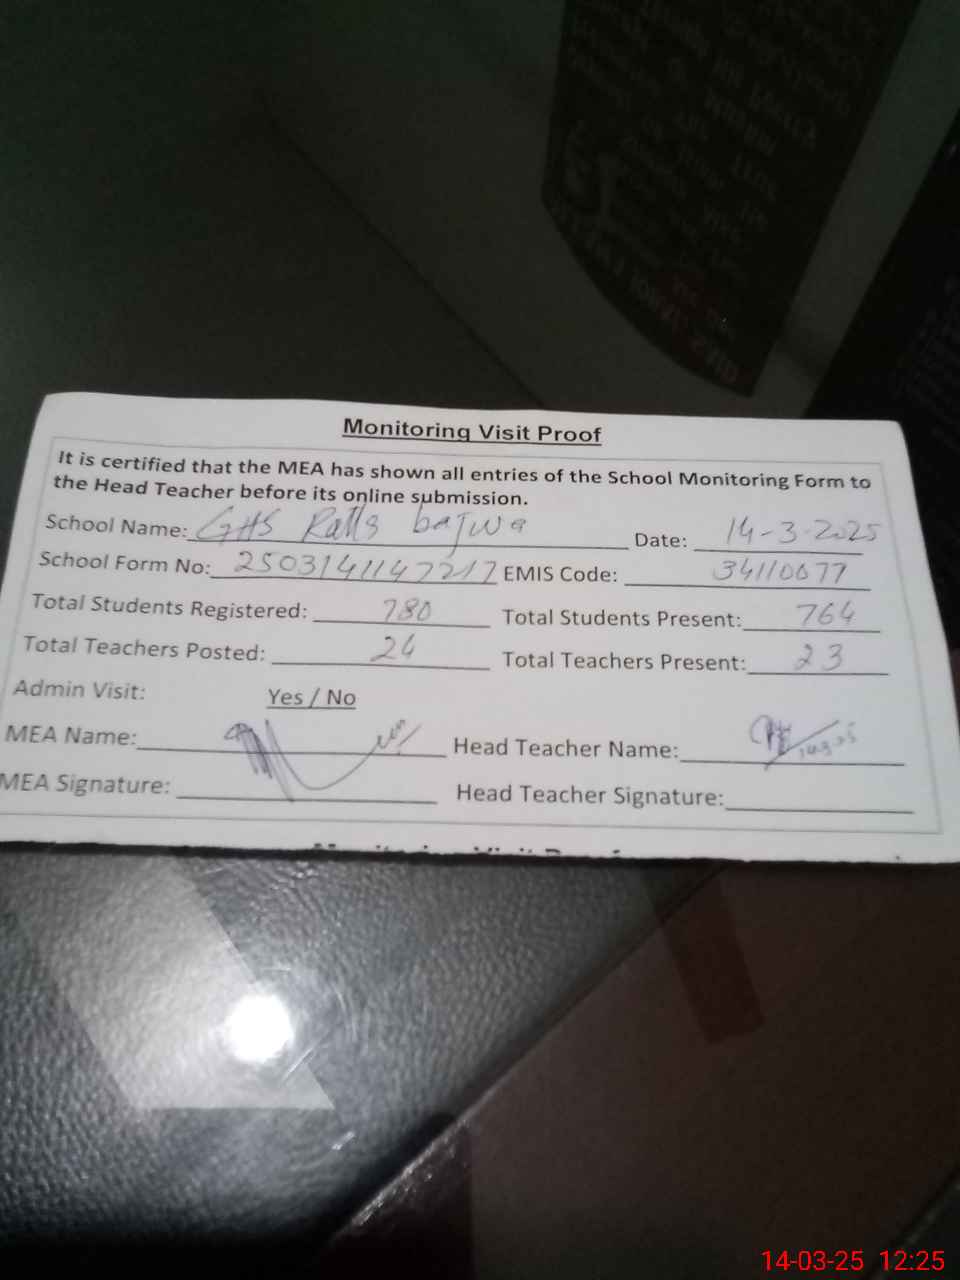 Monitoring Visit Proof
It is certified that the MEA has shown all entries of the School Monitoring Form to
the Head Teacher before its online submission.
School Name: GHS Kalls bajwa Date: 14-3-2025
School Form No: 2503141147217 EMIS Code: 34110077
Total Students Registered: 780 Total Students Present: 764
Total Teachers Posted: 24 Total Teachers Present: 23
Admin Visit: Yes / No
MEA Name: Head Teacher Name:
MEA Signature: Head Teacher Signature:
14-03-25 12:25